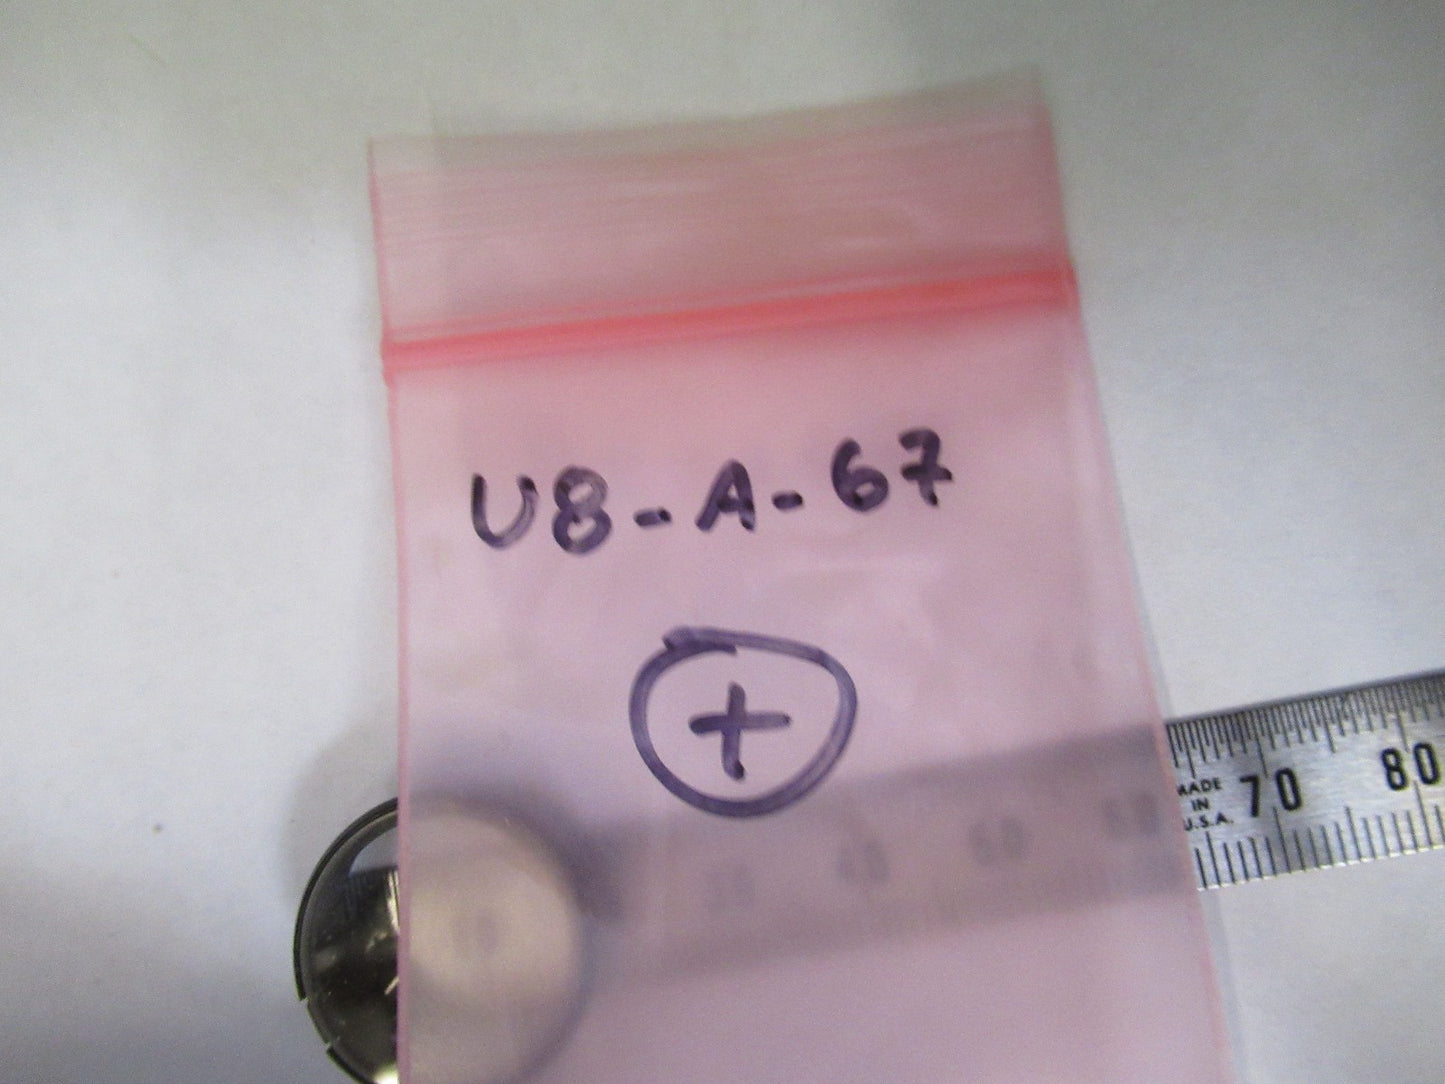 U8-A-67
+
MADE
IN
U.S.A.
70 80